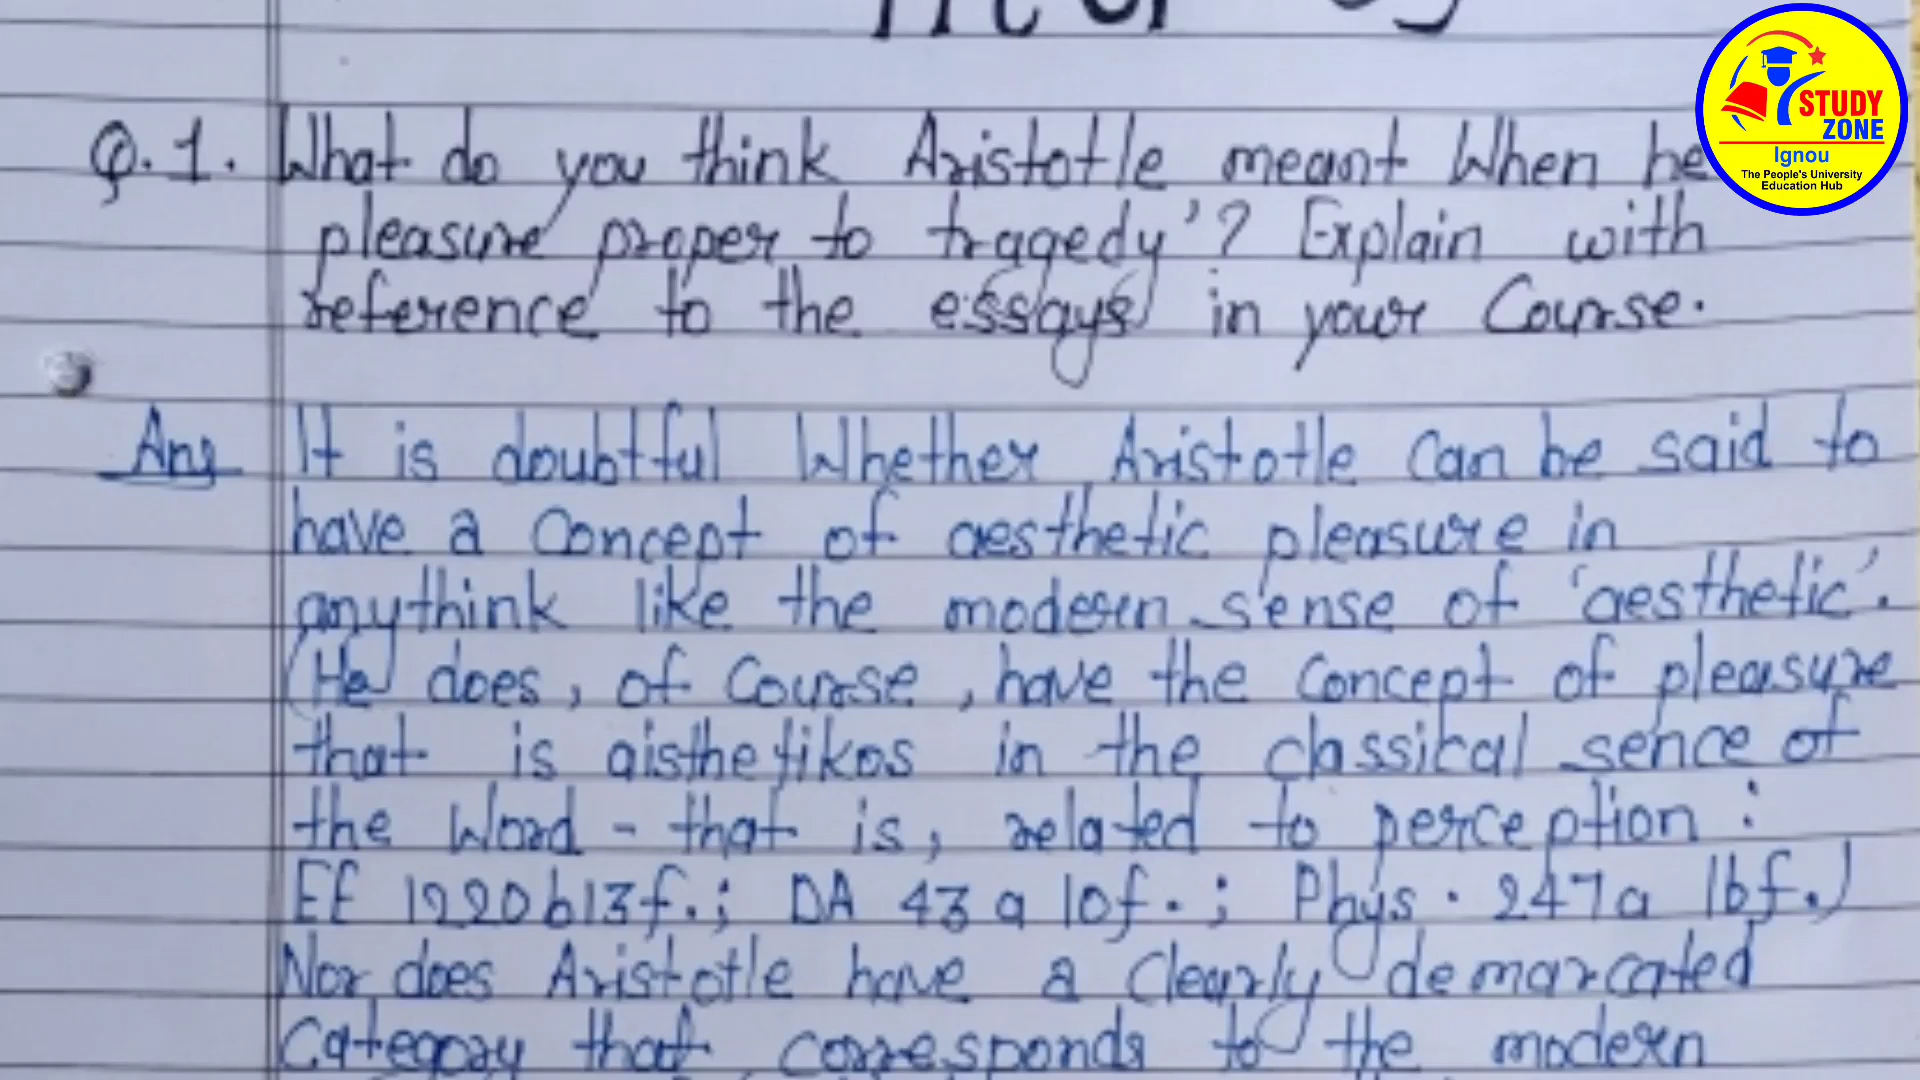 STUDY
ZONE
Ignou
The People's University
Education Hub
Q.1. What do you think Aristotle meant When he
pleasure proper to tragedy'? Explain with
reference to the essays in your Course.
Ans It is doubtful Whether Aristotle Can be said to
have a Concept of aesthetic pleasure in
anythink like the modern sense of 'aesthetic'.
(He does, of Course, have the Concept of pleasure
that is aisthetikos in the classical sence of
the Word - that is, related to perception :
EE 1220b13f.; DA 43 a 10f.; Phys. 247a 16f.)
Nor does Aristotle have a Clearly demarcated
Category that corresponds to the modern